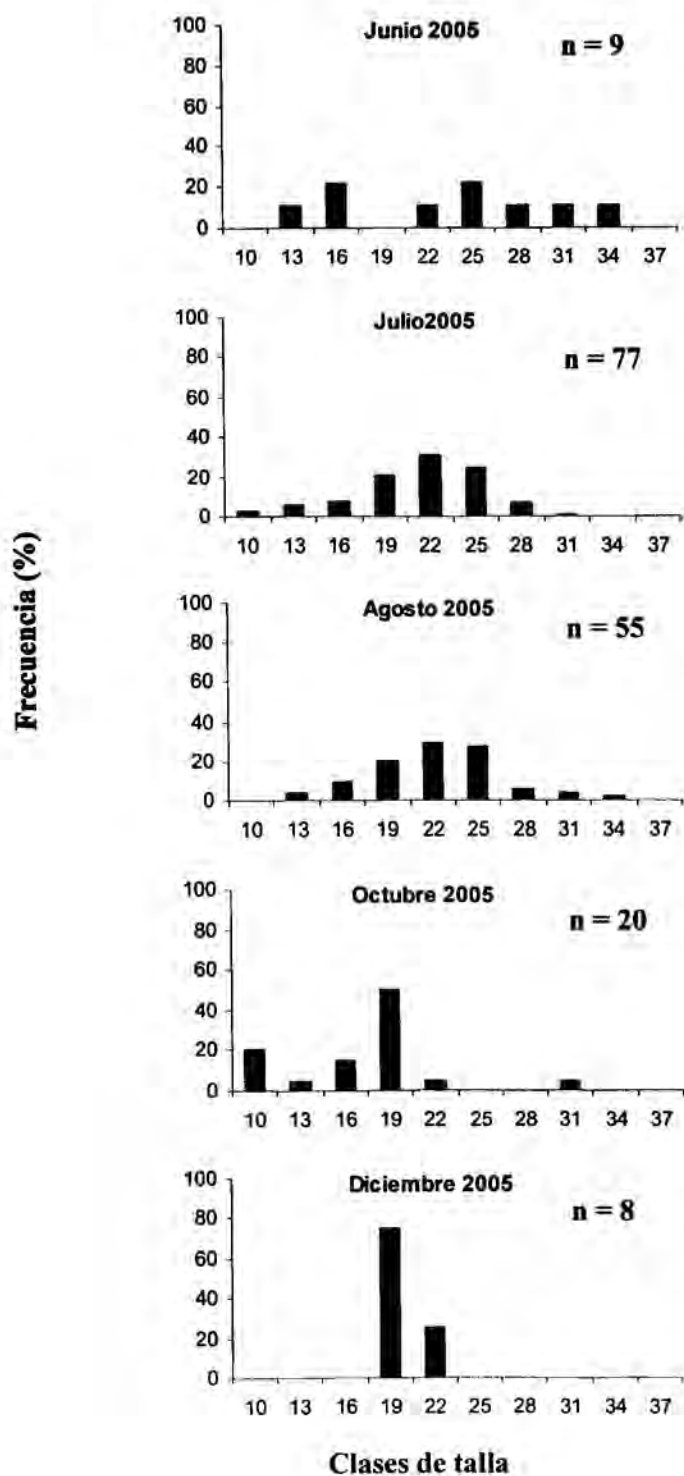 Frecuencia (%)
Junio 2005
n = 9
100
80
60
40
20
0
10 13 16 19 22 25 28 31 34 37
Julio2005
n = 77
100
80
60
40
20
0
10 13 16 19 22 25 28 31 34 37
Agosto 2005
n = 55
100
80
60
40
20
0
10 13 16 19 22 25 28 31 34 37
Octubre 2005
n = 20
100
80
60
40
20
0
10 13 16 19 22 25 28 31 34 37
Diciembre 2005
n = 8
100
80
60
40
20
0
10 13 16 19 22 25 28 31 34 37
Clases de talla